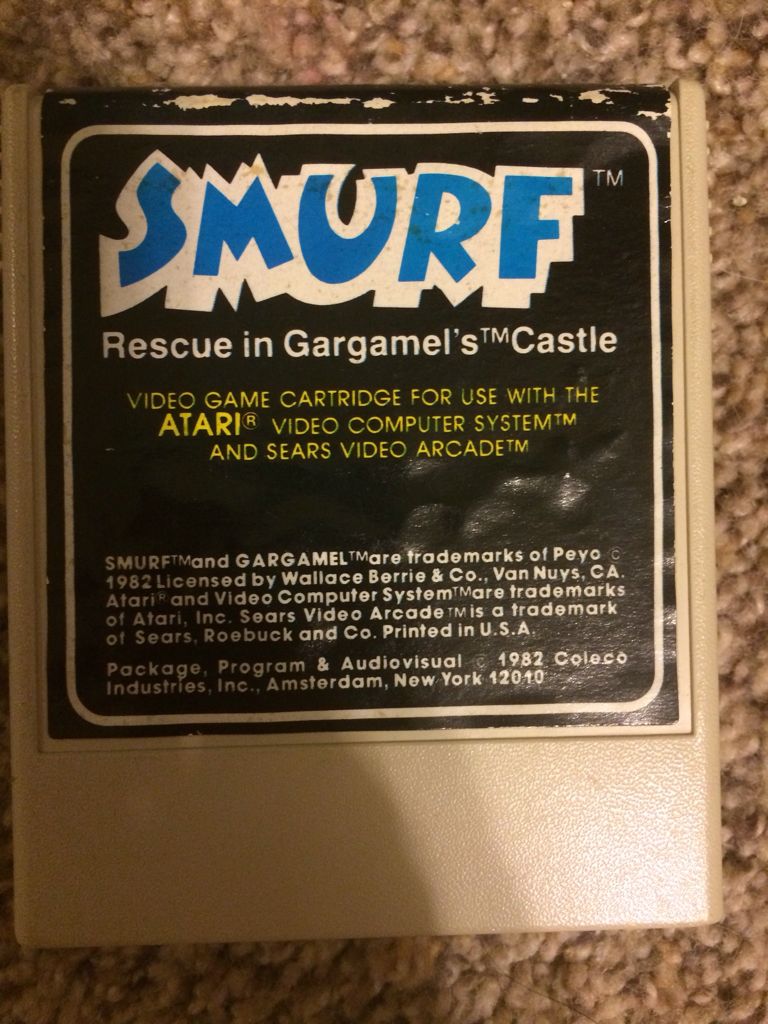 SMURF™
Rescue in Gargamel's™Castle
VIDEO GAME CARTRIDGE FOR USE WITH THE
ATARI® VIDEO COMPUTER SYSTEM™
AND SEARS VIDEO ARCADE™
SMURF™and GARGAMEL™are trademarks of Peyo ©
1982 Licensed by Wallace Berrie & Co., Van Nuys, CA.
Atari® and Video Computer System™are trademarks
of Atari, Inc. Sears Video Arcade™is a trademark
of Sears, Roebuck and Co. Printed in U.S.A.
Package, Program & Audiovisual © 1982 Coleco
Industries, Inc., Amsterdam, New York 12010